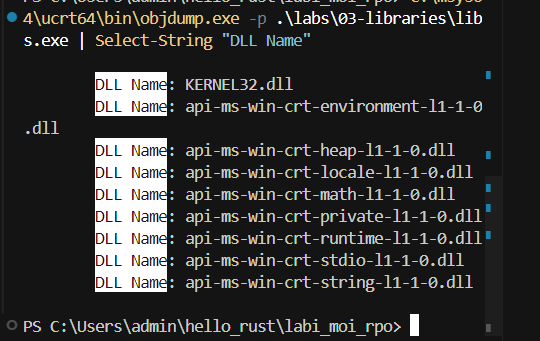 4\ucrt64\bin\objdump.exe -p .\labs\03-libraries\lib
s.exe | Select-String "DLL Name"
DLL Name: KERNEL32.dll
DLL Name: api-ms-win-crt-environment-l1-1-0
.dll
DLL Name: api-ms-win-crt-heap-l1-1-0.dll
DLL Name: api-ms-win-crt-locale-l1-1-0.dll
DLL Name: api-ms-win-crt-math-l1-1-0.dll
DLL Name: api-ms-win-crt-private-l1-1-0.dll
DLL Name: api-ms-win-crt-runtime-l1-1-0.dll
DLL Name: api-ms-win-crt-stdio-l1-1-0.dll
DLL Name: api-ms-win-crt-string-l1-1-0.dll
PS C:\Users\admin\hello_rust\labi_moi_rpo>